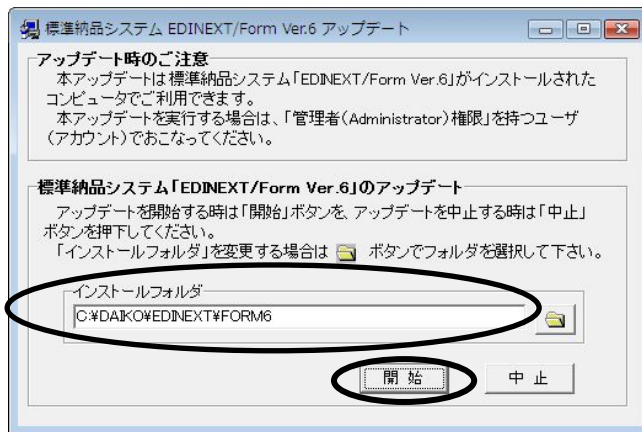 標準納品システム EDINEXT/Form Ver.6 アップデート
アップデート時のご注意
本アップデートは標準納品システム「EDINEXT/Form Ver.6」がインストールされた
コンピュータでご利用できます。
本アップデートを実行する場合は、「管理者(Administrator)権限」を持つユーザ
(アカウント)でおこなってください。
標準納品システム「EDINEXT/Form Ver.6」のアップデート
アップデートを開始する時は「開始」ボタンを、アップデートを中止する時は「中止」
ボタンを押下してください。
「インストールフォルダ」を変更する場合は ボタンでフォルダを選択して下さい。
インストールフォルダ
C:¥DAIKO¥EDINEXT¥FORM6
開 始
中 止